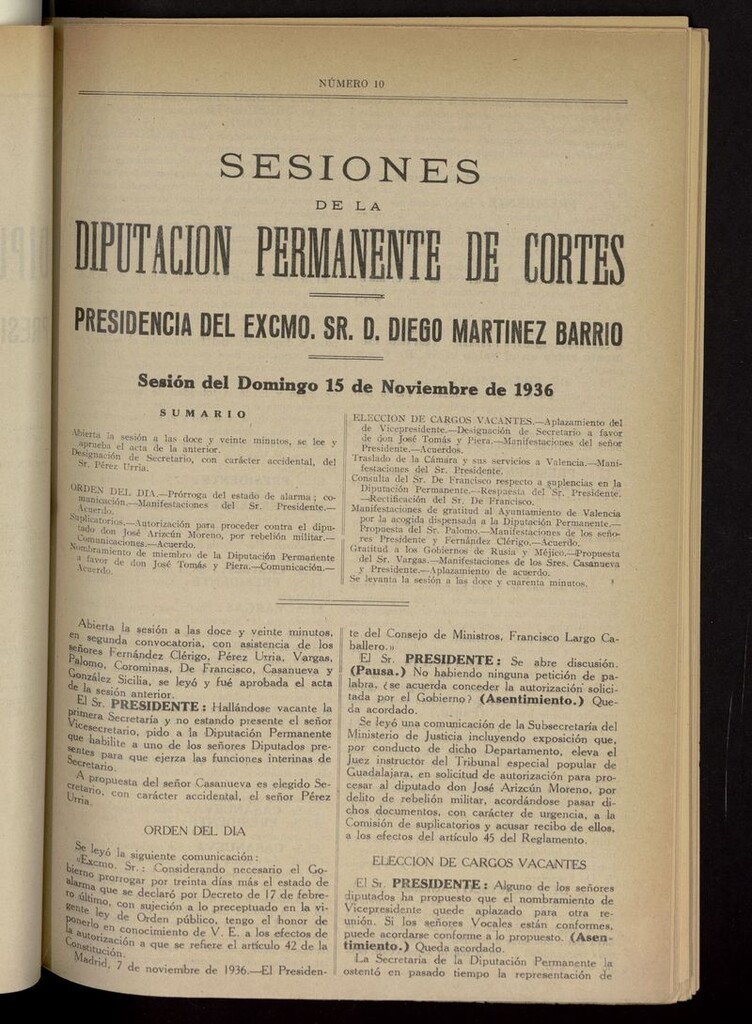 NÚMERO 10
SESIONES
DE LA
DIPUTACION PERMANENTE DE CORTES
PRESIDENCIA DEL EXCMO. SR. D. DIEGO MARTINEZ BARRIO
Sesión del Domingo 15 de Noviembre de 1936
SUMARIO
Abierta la sesión a las doce y veinte minutos, se lee y
aprueba el acta de la anterior.
Designación de Secretario, con carácter accidental, del
Sr. Pérez Urria.
ORDEN DEL DIA.—Prórroga del estado de alarma; co-
municación.—Manifestaciones del Sr. Presidente.—
Acuerdo.
Suplicatorios.—Autorización para proceder contra el dipu-
tado don José Arizcún Moreno, por rebelión militar.—
Comunicaciones.—Acuerdo.
Nombramiento de miembro de la Diputación Permanente
a favor de don José Tomás y Piera.—Comunicación.—
Acuerdo.
ELECCION DE CARGOS VACANTES.—Aplazamiento del
de Vicepresidente.—Designación de Secretario a favor
de don José Tomás y Piera.—Manifestaciones del señor
Presidente.—Acuerdos.
Traslado de la Cámara y sus servicios a Valencia.—Mani-
festaciones del Sr. Presidente.
Consulta del Sr. De Francisco respecto a suplencias en la
Diputación Permanente.—Respuesta del Sr. Presidente.
—Rectificación del Sr. De Francisco.
Manifestaciones de gratitud al Ayuntamiento de Valencia
por la acogida dispensada a la Diputación Permanente.—
Propuesta del Sr. Palomo.—Manifestaciones de los seño-
res Presidente y Fernández Clérigo.—Acuerdo.
Gratitud a los Gobiernos de Rusia y Méjico.—Propuesta
del Sr. Vargas.—Manifestaciones de los Sres. Casanueva
y Presidente.—Aplazamiento de acuerdo.
Se levanta la sesión a las doce y cuarenta minutos.
Abierta la sesión a las doce y veinte minutos,
en segunda convocatoria, con asistencia de los
señores Fernández Clérigo, Pérez Urria, Vargas,
Palomo, Corominas, De Francisco, Casanueva y
González Sicilia, se leyó y fué aprobada el acta
de la sesión anterior.
El Sr. PRESIDENTE: Hallándose vacante la
primera Secretaría y no estando presente el señor
Vicesecretario, pido a la Diputación Permanente
que habilite a uno de los señores Diputados pre-
sentes para que ejerza las funciones interinas de
Secretario.
A propuesta del señor Casanueva es elegido Se-
cretario, con carácter accidental, el señor Pérez
Urria.
ORDEN DEL DIA
Se leyó la siguiente comunicación:
«Excmo. Sr.: Considerando necesario el Go-
bierno prorrogar por treinta días más el estado de
alarma que se declaró por Decreto de 17 de febre-
ro último, con sujeción a lo preceptuado en la vi-
gente ley de Orden público, tengo el honor de
ponerlo en conocimiento de V. E. a los efectos de
la autorización a que se refiere el artículo 42 de la
Constitución.
Madrid, 7 de noviembre de 1936.—El Presiden-
te del Consejo de Ministros, Francisco Largo Ca-
ballero.»
El Sr. PRESIDENTE: Se abre discusión.
(Pausa.) No habiendo ninguna petición de pa-
labra, ¿se acuerda conceder la autorización solici-
tada por el Gobierno? (Asentimiento.) Que-
da acordado.
Se leyó una comunicación de la Subsecretaría del
Ministerio de Justicia incluyendo exposición que,
por conducto de dicho Departamento, eleva el
Juez instructor del Tribunal especial popular de
Guadalajara, en solicitud de autorización para pro-
cesar al diputado don José Arizcún Moreno, por
delito de rebelión militar, acordándose pasar di-
chos documentos, con carácter de urgencia, a la
Comisión de suplicatorios y acusar recibo de ellos,
a los efectos del artículo 45 del Reglamento.
ELECCION DE CARGOS VACANTES
El Sr. PRESIDENTE: Alguno de los señores
diputados ha propuesto que el nombramiento de
Vicepresidente quede aplazado para otra re-
unión. Si los señores Vocales están conformes,
puede acordarse conforme a lo propuesto. (Asen-
timiento.) Queda acordado.
La Secretaría de la Diputación Permanente la
ostentó en pasado tiempo la representación de